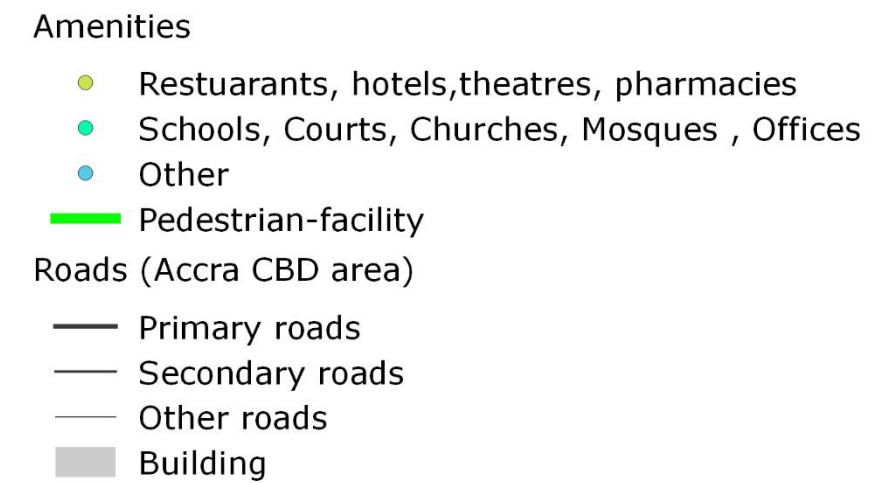 Amenities
Restuarants, hotels,theatres, pharmacies
Schools, Courts, Churches, Mosques , Offices
Other
Pedestrian-facility
Roads (Accra CBD area)
Primary roads
Secondary roads
Other roads
Building